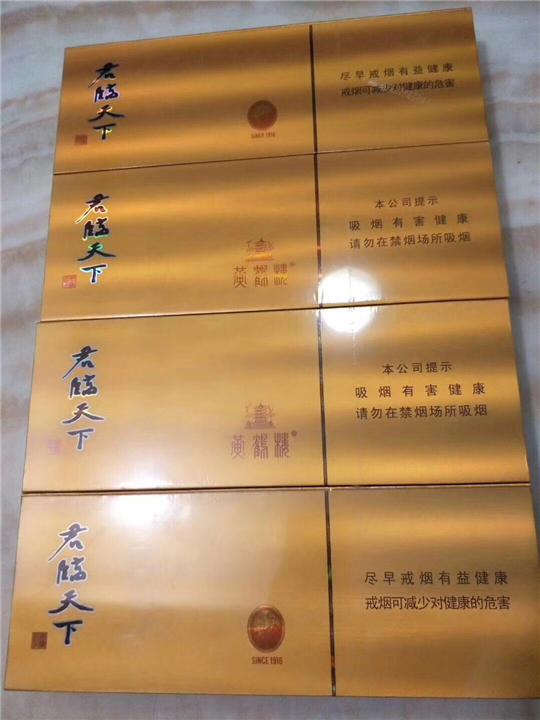 君临天下
SINCE 1916
尽早戒烟有益健康
戒烟可减少对健康的危害
君临天下
黄鹤楼®
本公司提示
吸烟有害健康
请勿在禁烟场所吸烟
君临天下
黄鹤楼®
本公司提示
吸烟有害健康
请勿在禁烟场所吸烟
君临天下
SINCE 1916
尽早戒烟有益健康
戒烟可减少对健康的危害